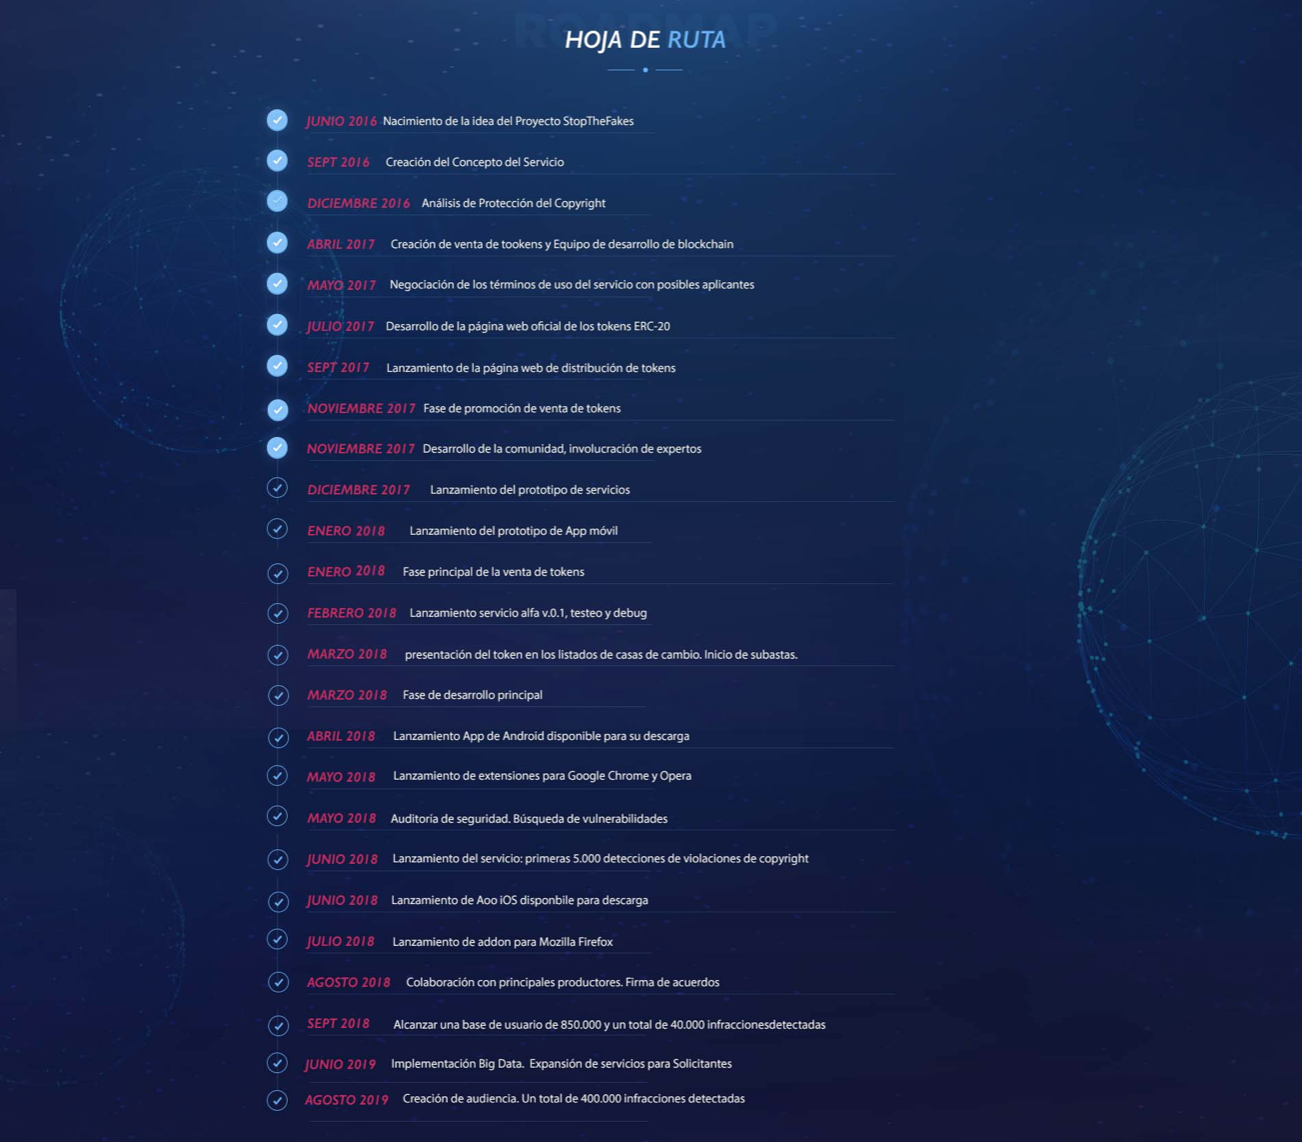 ROADMAP
HOJA DE RUTA
JUNIO 2016 Nacimiento de la idea del Proyecto StopTheFakes
SEPT 2016 Creación del Concepto del Servicio
DICIEMBRE 2016 Análisis de Protección del Copyright
ABRIL 2017 Creación de venta de tookens y Equipo de desarrollo de blockchain
MAYO 2017 Negociación de los términos de uso del servicio con posibles aplicantes
JULIO 2017 Desarrollo de la página web oficial de los tokens ERC-20
SEPT 2017 Lanzamiento de la página web de distribución de tokens
NOVIEMBRE 2017 Fase de promoción de venta de tokens
NOVIEMBRE 2017 Desarrollo de la comunidad, involucración de expertos
DICIEMBRE 2017 Lanzamiento del prototipo de servicios
ENERO 2018 Lanzamiento del prototipo de App móvil
ENERO 2018 Fase principal de la venta de tokens
FEBRERO 2018 Lanzamiento servicio alfa v.0.1, testeo y debug
MARZO 2018 presentación del token en los listados de casas de cambio. Inicio de subastas.
MARZO 2018 Fase de desarrollo principal
ABRIL 2018 Lanzamiento App de Android disponible para su descarga
MAYO 2018 Lanzamiento de extensiones para Google Chrome y Opera
MAYO 2018 Auditoría de seguridad. Búsqueda de vulnerabilidades
JUNIO 2018 Lanzamiento del servicio: primeras 5.000 detecciones de violaciones de copyright
JUNIO 2018 Lanzamiento de Aoo iOS disponbile para descarga
JULIO 2018 Lanzamiento de addon para Mozilla Firefox
AGOSTO 2018 Colaboración con principales productores. Firma de acuerdos
SEPT 2018 Alcanzar una base de usuario de 850.000 y un total de 40.000 infraccionesdetectadas
JUNIO 2019 Implementación Big Data. Expansión de servicios para Solicitantes
AGOSTO 2019 Creación de audiencia. Un total de 400.000 infracciones detectadas